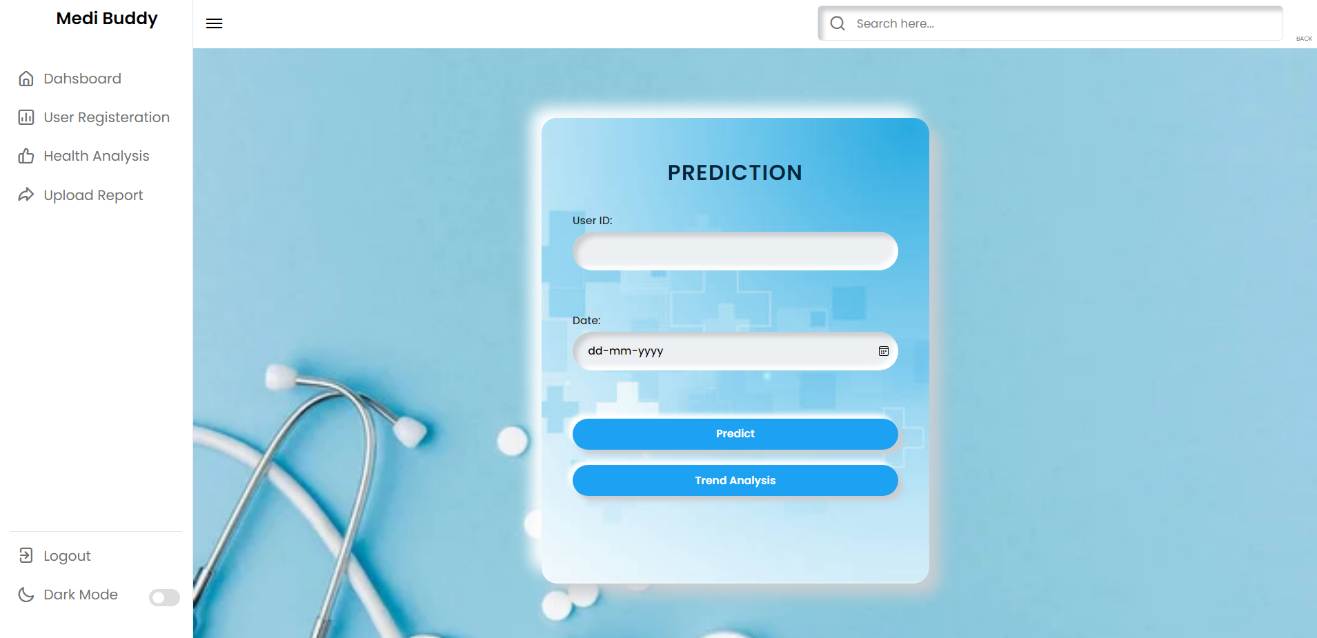 Medi Buddy
Search here...
BACK
Dahsboard
User Registeration
Health Analysis
Upload Report
PREDICTION
User ID:
Date:
dd-mm-yyyy
Predict
Trend Analysis
Logout
Dark Mode